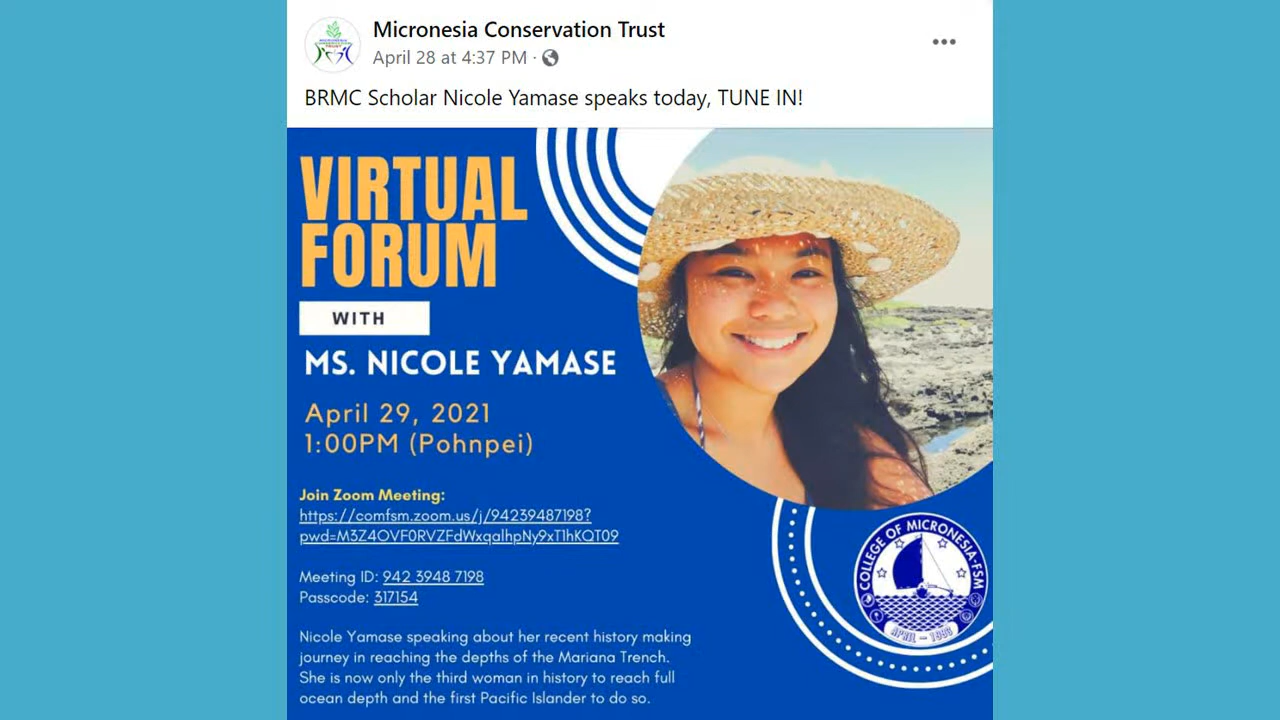 Micronesia Conservation Trust
April 28 at 4:37 PM ·
BRMC Scholar Nicole Yamase speaks today, TUNE IN!
VIRTUAL
FORUM
WITH
MS. NICOLE YAMASE
April 29, 2021
1:00PM (Pohnpei)
Join Zoom Meeting:
https://comfsm.zoom.us/j/94239487198?
pwd=M3Z4OVF0RVZFdWxqalhpNy9xT1hKQT09
Meeting ID: 942 3948 7198
Passcode: 317154
Nicole Yamase speaking about her recent history making
journey in reaching the depths of the Mariana Trench.
She is now only the third woman in history to reach full
ocean depth and the first Pacific Islander to do so.
COLLEGE OF MICRONESIA-FSM
MICRONESIA
CONSERVATION
TRUST